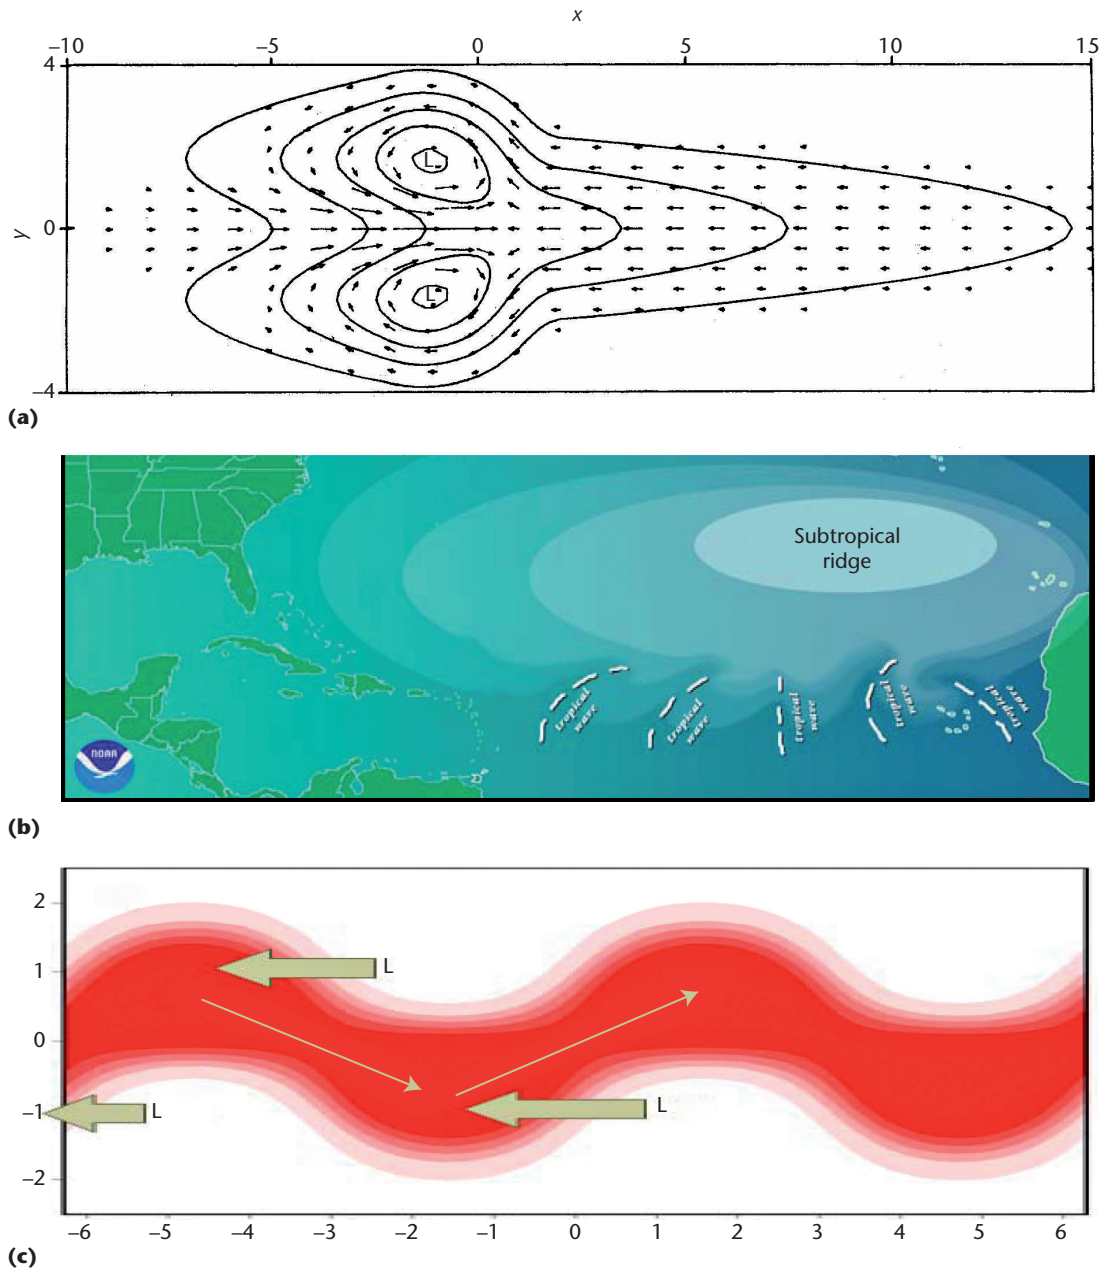 x
−10 −5 0 5 10 15
4
L
y 0
L
−4
(a)
Subtropical
ridge
tropical
wave
tropical
wave
tropical
wave
tropical
wave
tropical
wave
NOAA
(b)
2
1
L
0
−1
L
L
−2
−6 −5 −4 −3 −2 −1 0 1 2 3 4 5 6
(c)